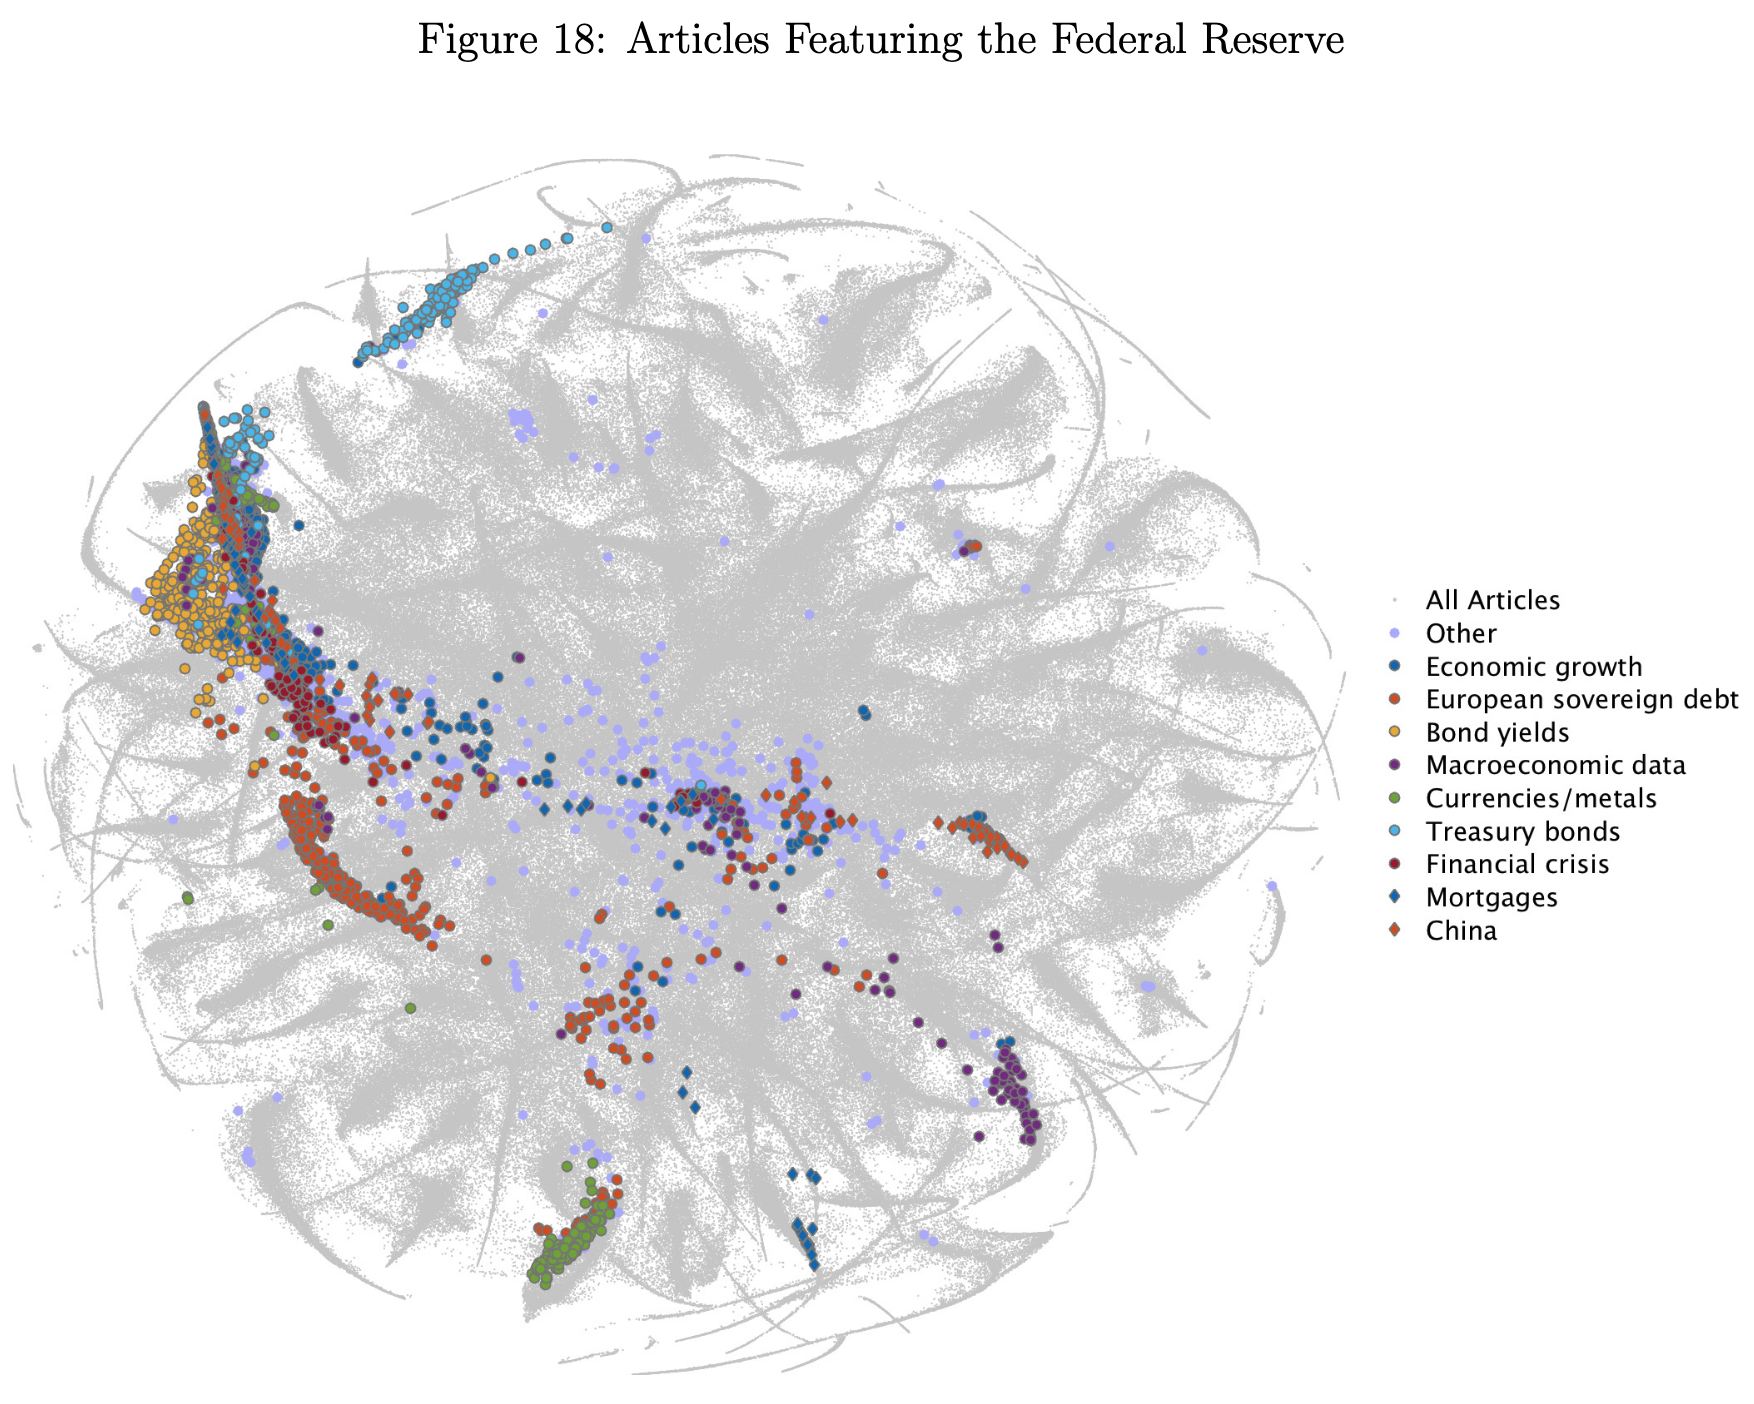 Figure 18: Articles Featuring the Federal Reserve
All Articles
Other
Economic growth
European sovereign debt
Bond yields
Macroeconomic data
Currencies/metals
Treasury bonds
Financial crisis
Mortgages
China